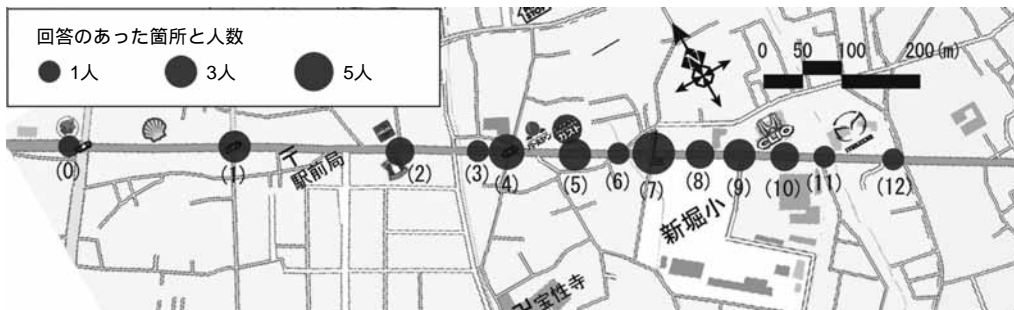 回答のあった箇所と人数
1人
3人
5人
0 50 100 200(m)
N
CLiO
ガスト
(0)
(1)
駅前局
(2)
(3)
(4)
(5)
(6)
(7)
(8)
(9)
(10)
(11)
(12)
新堀小
卍宝性寺